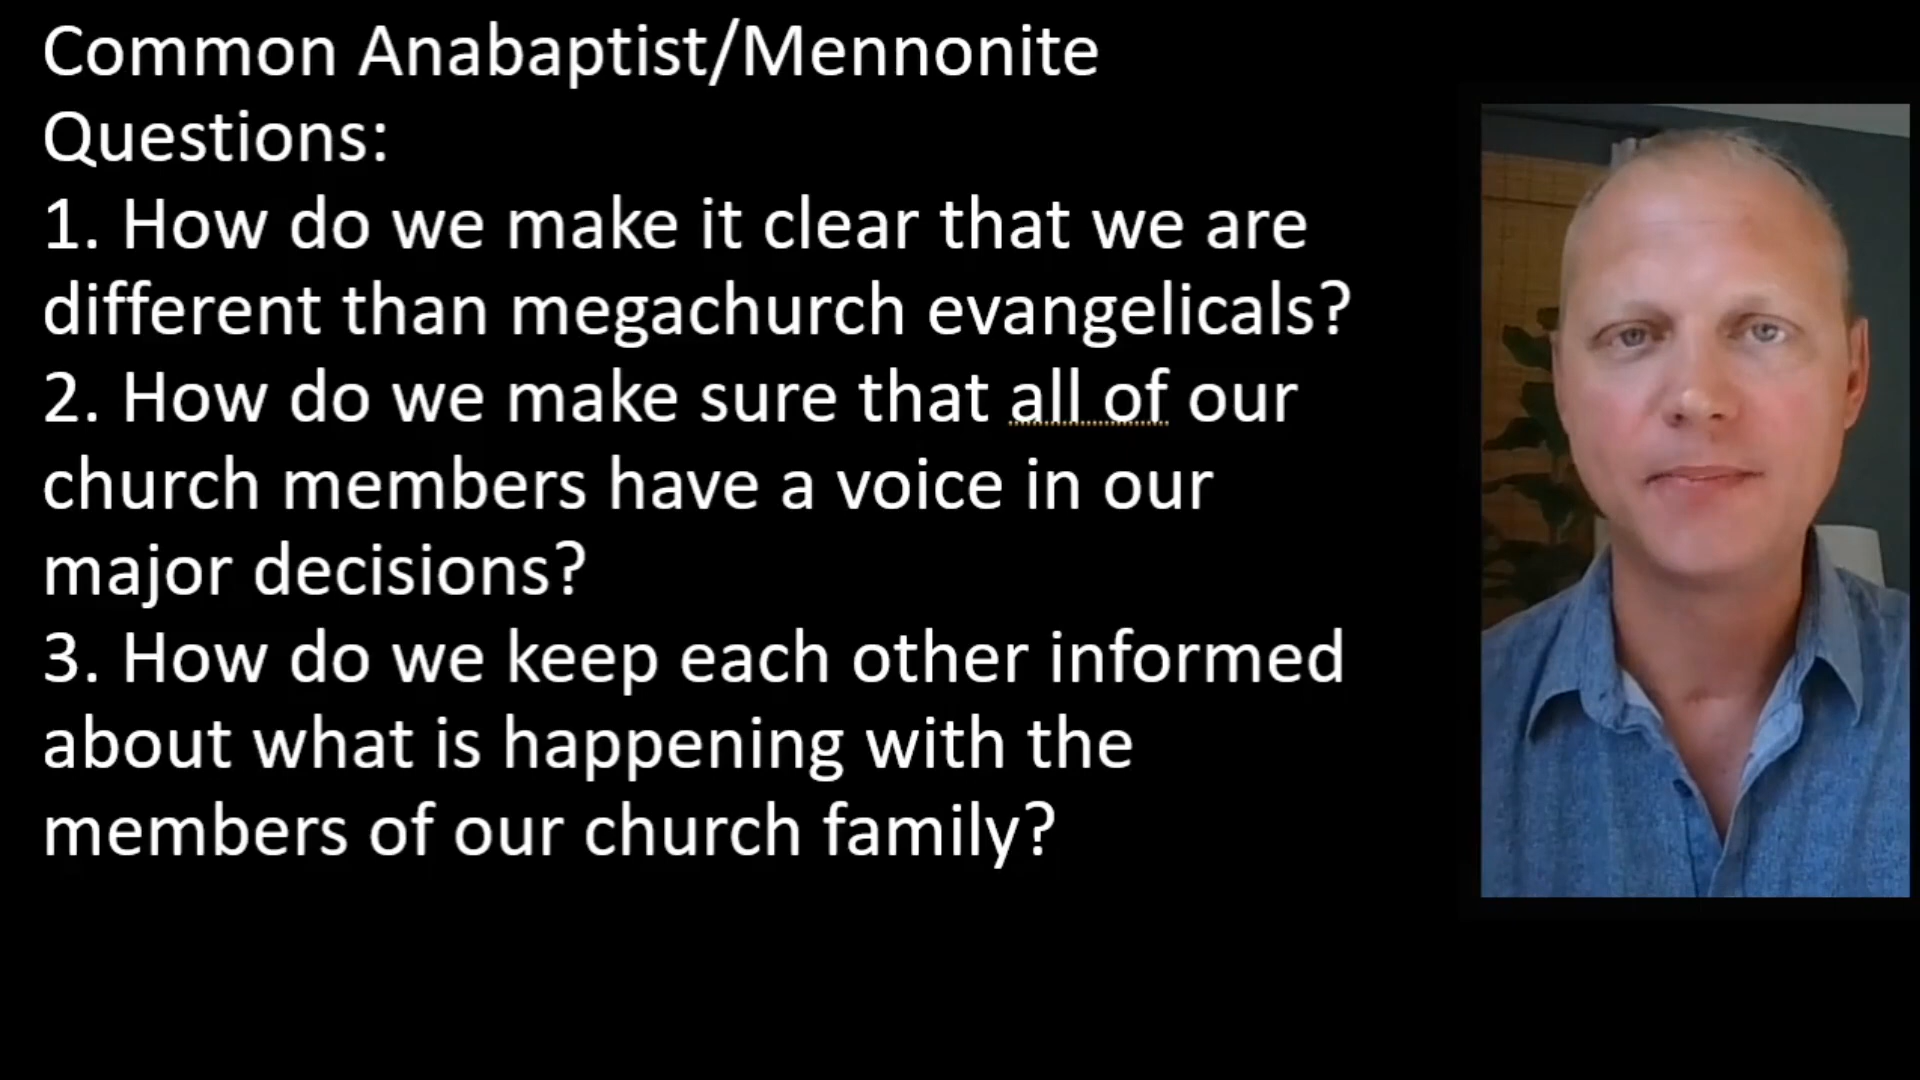 Common Anabaptist/Mennonite
Questions:
1. How do we make it clear that we are
different than megachurch evangelicals?
2. How do we make sure that all of our
church members have a voice in our
major decisions?
3. How do we keep each other informed
about what is happening with the
members of our church family?